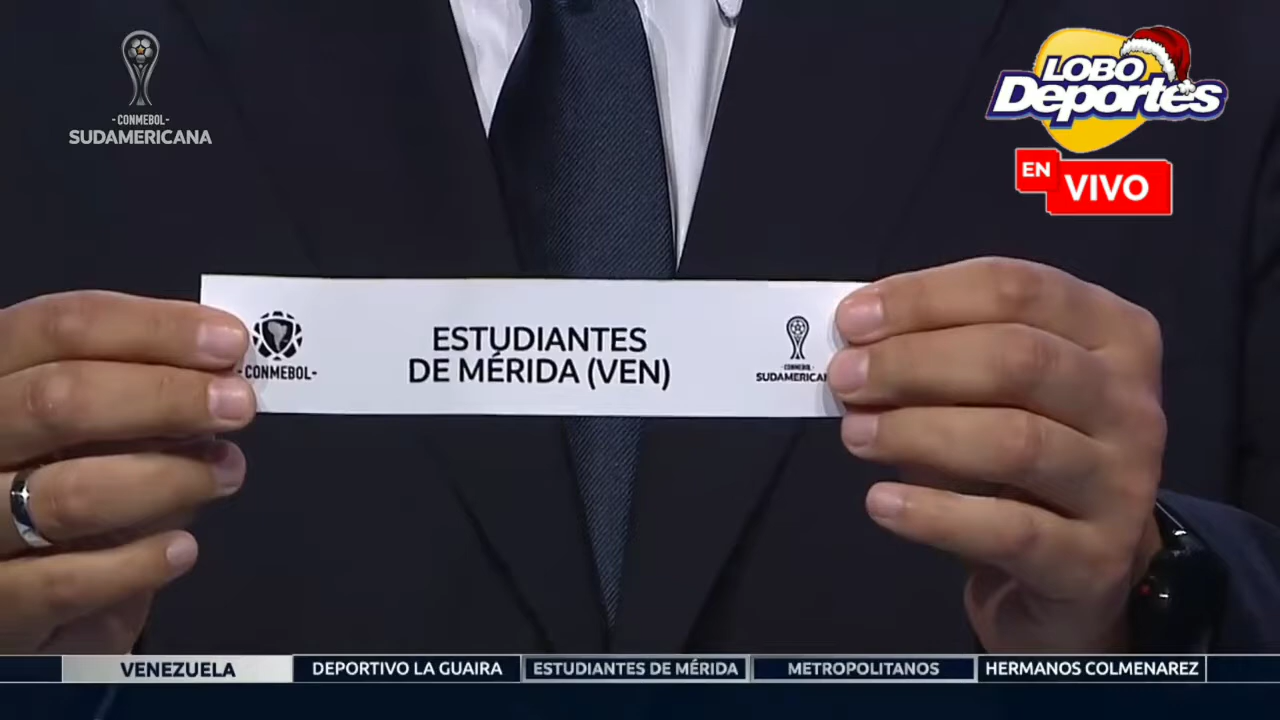 -CONMEBOL-
SUDAMERICANA
LOBO
Deportes
EN
VIVO
ESTUDIANTES
DE MÉRIDA (VEN)
-CONMEBOL-
-CONMEBOL-
VENEZUELA
DEPORTIVO LA GUAIRA
ESTUDIANTES DE MÉRIDA
METROPOLITANOS
HERMANOS COLMENAREZ